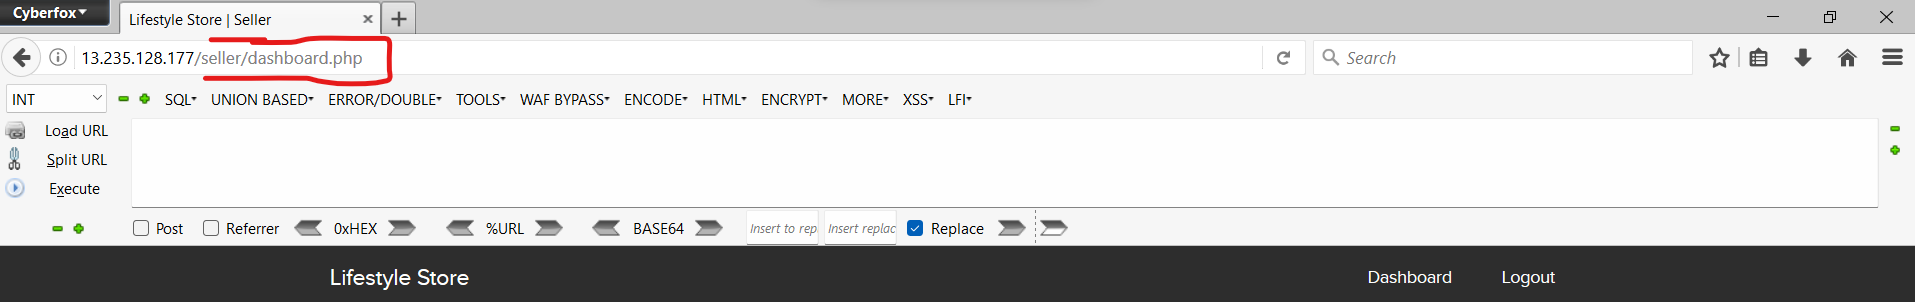 Cyberfox
Lifestyle Store | Seller
13.235.128.177/seller/dashboard.php
Search
INT
SQL UNION BASED ERROR/DOUBLE TOOLS WAF BYPASS ENCODE HTML ENCRYPT MORE XSS LFI
Load URL
Split URL
Execute
Post Referrer 0xHEX %URL BASE64 Insert to rep Insert replac Replace
Lifestyle Store Dashboard Logout